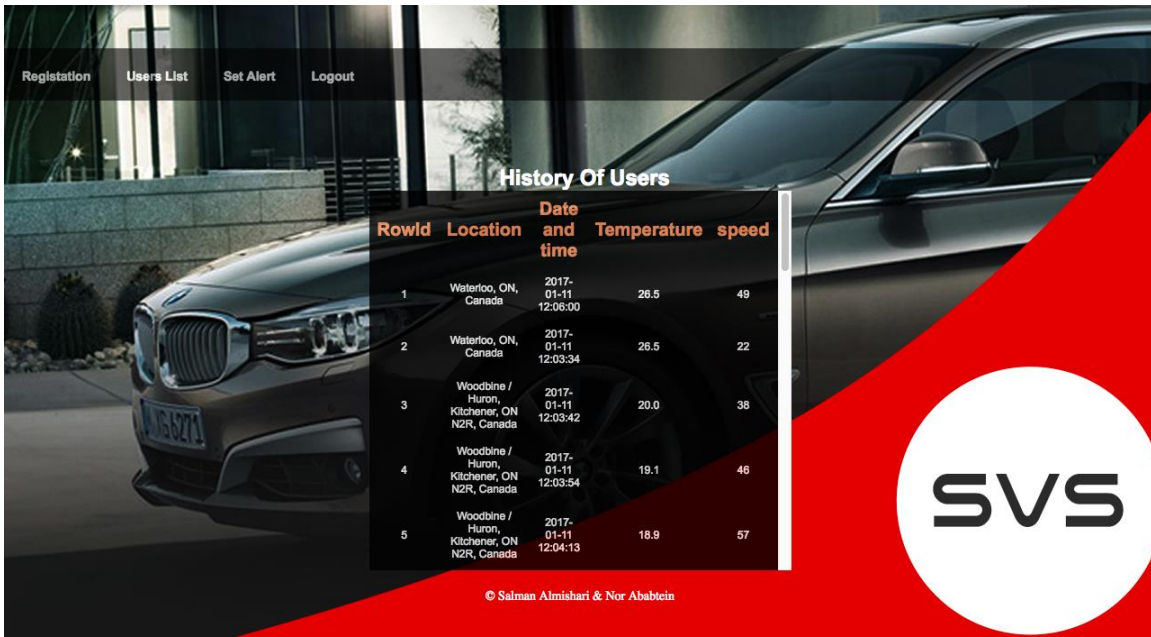 Registation Users List Set Alert Logout
History Of Users
RowId Location Date and time Temperature speed
1 Waterloo, ON, Canada 2017-01-11 12:06:00 26.5 49
2 Waterloo, ON, Canada 2017-01-11 12:03:34 26.5 22
3 Woodbine / Huron, Kitchener, ON N2R, Canada 2017-01-11 12:03:42 20.0 38
4 Woodbine / Huron, Kitchener, ON N2R, Canada 2017-01-11 12:03:54 19.1 46
5 Woodbine / Huron, Kitchener, ON N2R, Canada 2017-01-11 12:04:13 18.9 57
SVS
© Salman Almishari & Nor Ababtein